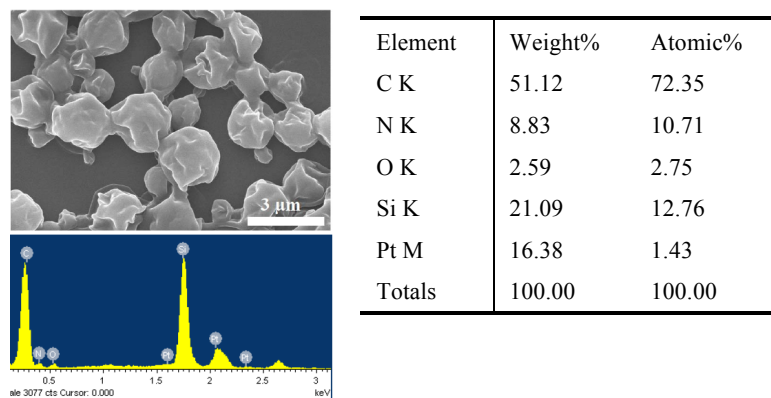 3 μm
C
Si
N
O
Pt
Pt
Pt
0.5 1 1.5 2 2.5 3
ale 3077 cts Cursor: 0.000 keV
Element Weight% Atomic%
C K 51.12 72.35
N K 8.83 10.71
O K 2.59 2.75
Si K 21.09 12.76
Pt M 16.38 1.43
Totals 100.00 100.00